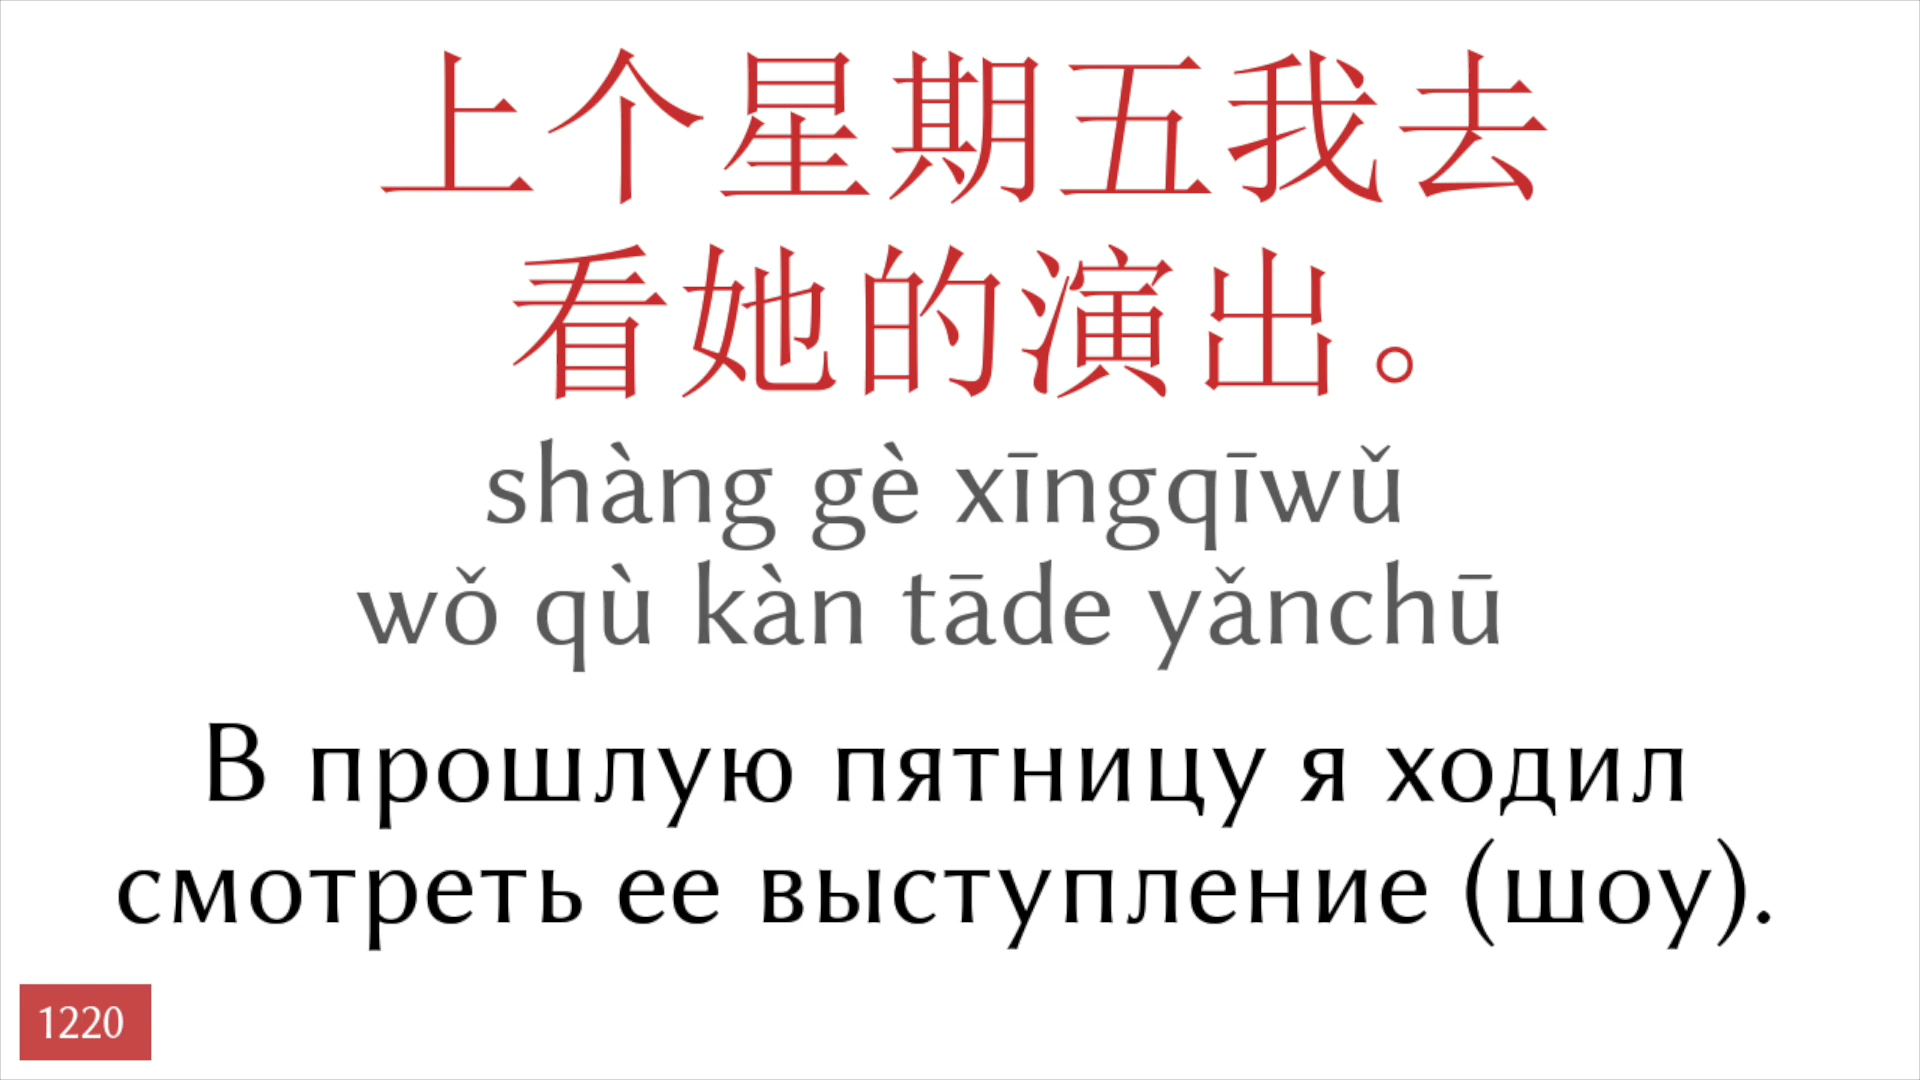 上个星期五我去
看她的演出。
shàng gè xīngqīwǔ
wǒ qù kàn tāde yǎnchū
В прошлую пятницу я ходил
смотреть ее выступление (шоу).
1220